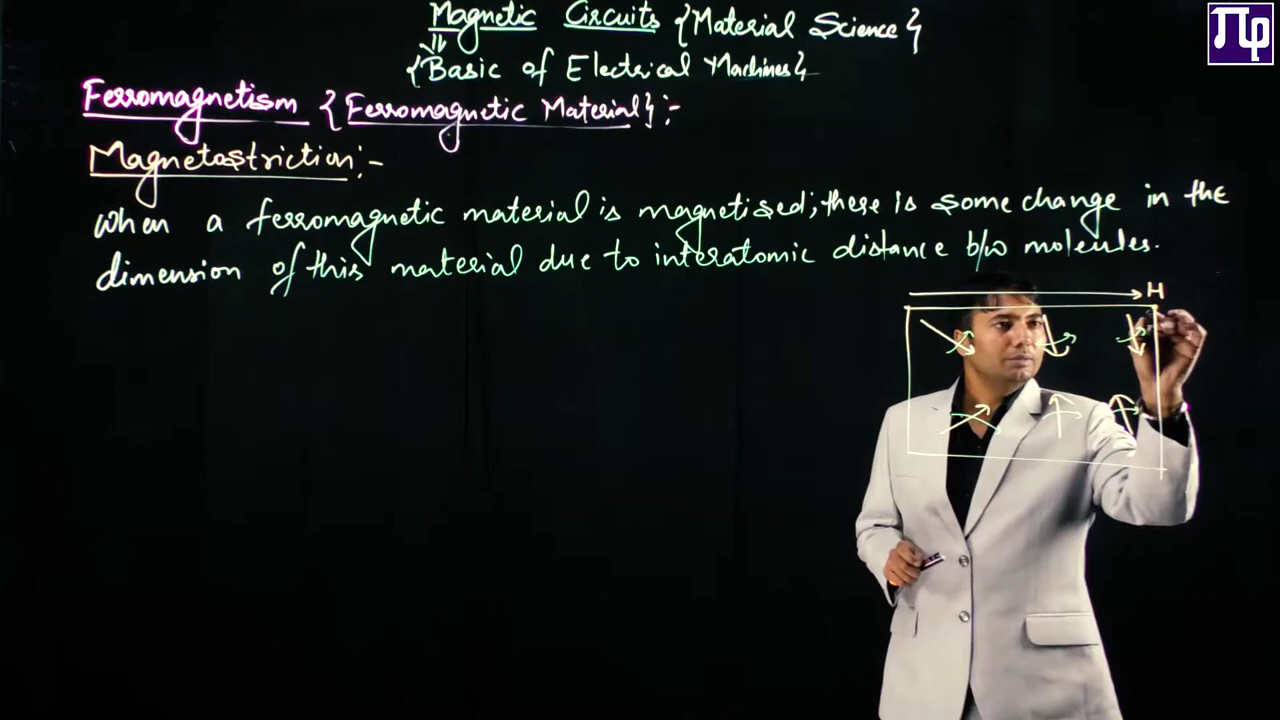 Magnetic Circuits {Material Science}
{Basic of Electrical Machines}
Ferromagnetism {Ferromagnetic Material}:-
Magnetostriction:-
When a ferromagnetic material is magnetised; there is some change in the
dimension of this material due to interatomic distance b/w molecules.
H
Πφ